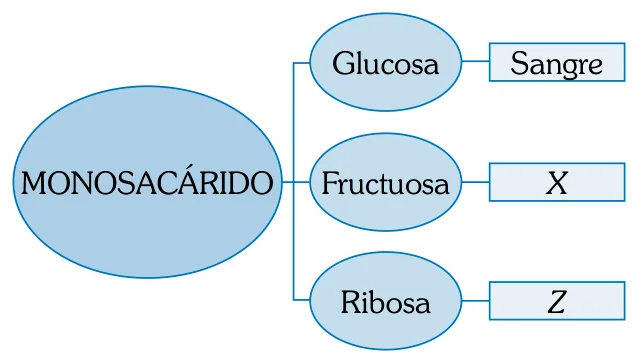 Glucosa
Sangre
MONOSACÁRIDO
Fructuosa
X
Ribosa
Z